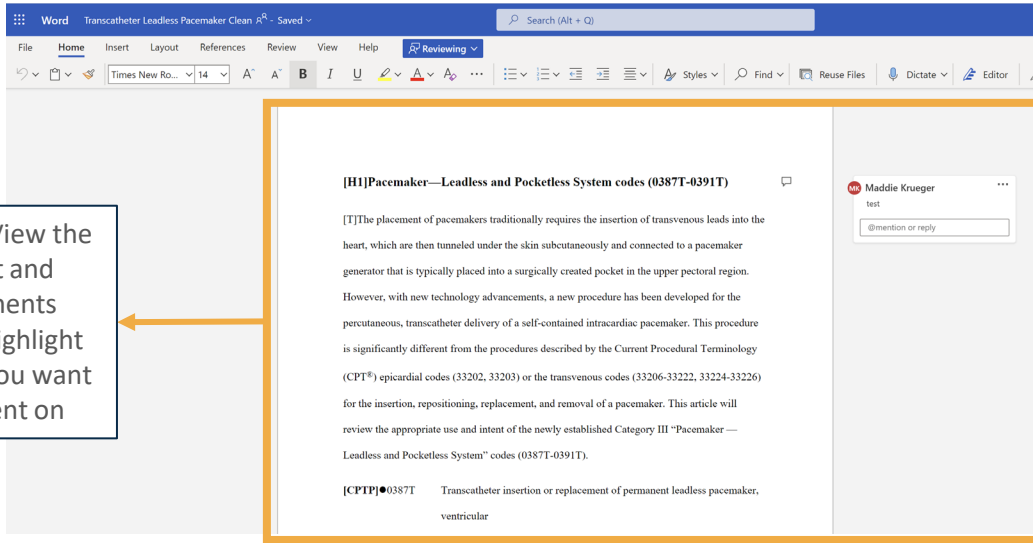 Word Transcatheter Leadless Pacemaker Clean - Saved
Search (Alt + Q)
File Home Insert Layout References Review View Help Reviewing
Times New Ro... 14 A A B I U A A ... Styles Find Reuse Files Dictate Editor
[H1]Pacemaker—Leadless and Pocketless System codes (0387T-0391T)
[T]The placement of pacemakers traditionally requires the insertion of transvenous leads into the
heart, which are then tunneled under the skin subcutaneously and connected to a pacemaker
generator that is typically placed into a surgically created pocket in the upper pectoral region.
However, with new technology advancements, a new procedure has been developed for the
percutaneous, transcatheter delivery of a self-contained intracardiac pacemaker. This procedure
is significantly different from the procedures described by the Current Procedural Terminology
(CPT®) epicardial codes (33202, 33203) or the transvenous codes (33206-33222, 33224-33226)
for the insertion, repositioning, replacement, and removal of a pacemaker. This article will
review the appropriate use and intent of the newly established Category III “Pacemaker —
Leadless and Pocketless System” codes (0387T-0391T).
[CPTP]●0387T Transcatheter insertion or replacement of permanent leadless pacemaker,
ventricular
MK Maddie Krueger ...
test
@mention or reply
View the
and
ou want
on